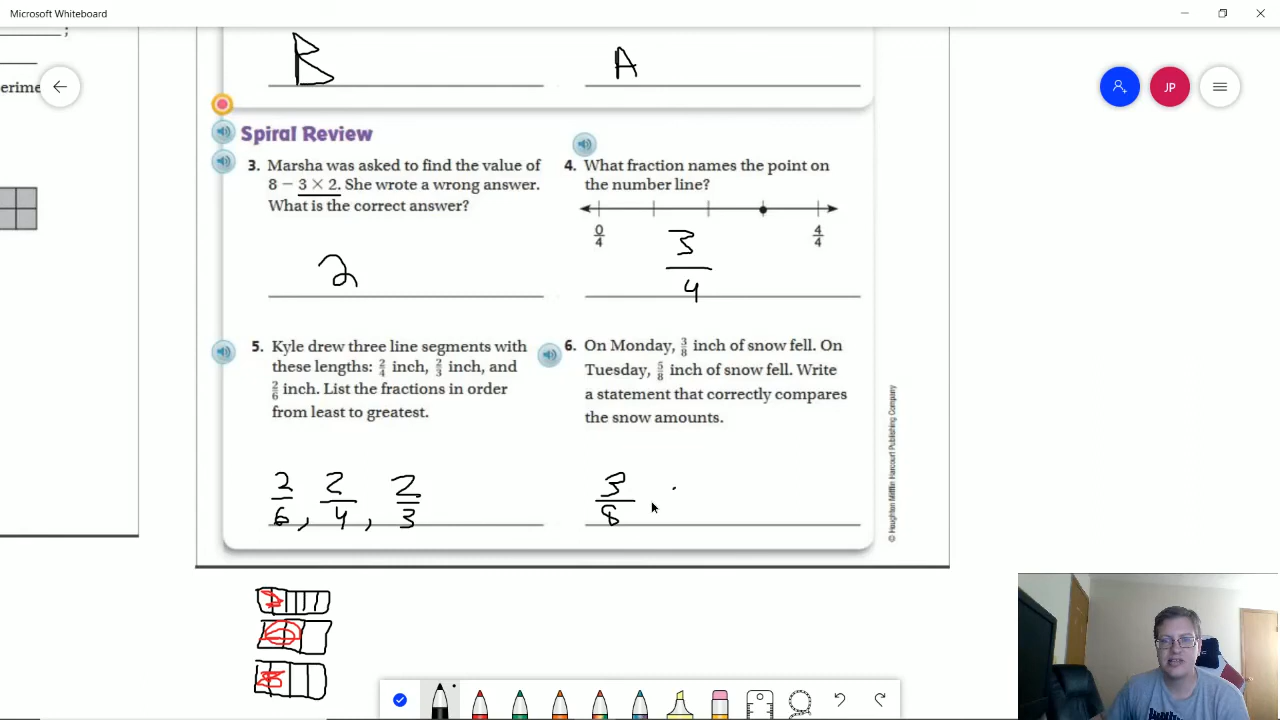 Microsoft Whiteboard
;
erime
JP
B
A
Spiral Review
3. Marsha was asked to find the value of
8 − 3 × 2. She wrote a wrong answer.
What is the correct answer?
2
4. What fraction names the point on
the number line?
0/4 4/4
3/4
5. Kyle drew three line segments with
these lengths: 2/4 inch, 2/3 inch, and
2/6 inch. List the fractions in order
from least to greatest.
2/6, 2/4, 2/3
6. On Monday, 3/8 inch of snow fell. On
Tuesday, 5/8 inch of snow fell. Write
a statement that correctly compares
the snow amounts.
3/8
© Houghton Mifflin Harcourt Publishing Company